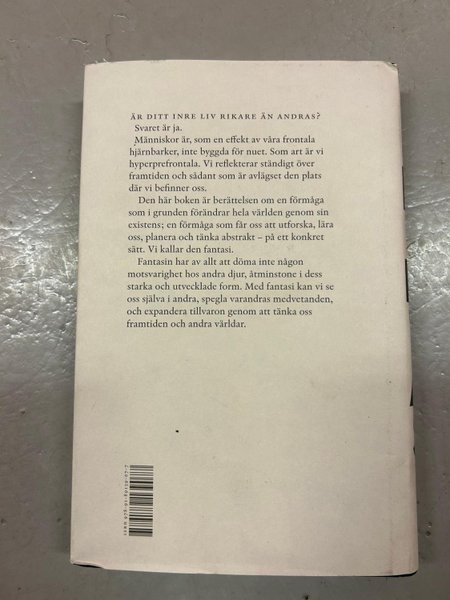 ÄR DITT INRE LIV RIKARE ÄN ANDRAS?
Svaret är ja.
Människor är, som en effekt av våra frontala
hjärnbarker, inte byggda för nuet. Som art är vi
hyperprefrontala. Vi reflekterar ständigt över
framtiden och sådant som är avlägset den plats
där vi befinner oss.
Den här boken är berättelsen om en förmåga
som i grunden förändrar hela världen genom sin
existens; en förmåga som får oss att utforska, lära
oss, planera och tänka abstrakt – på ett konkret
sätt. Vi kallar den fantasi.
Fantasin har av allt att döma inte någon
motsvarighet hos andra djur, åtminstone i dess
starka och utvecklade form. Med fantasi kan vi se
oss själva i andra, spegla varandras medvetanden,
och expandera tillvaron genom att tänka oss
framtiden och andra världar.